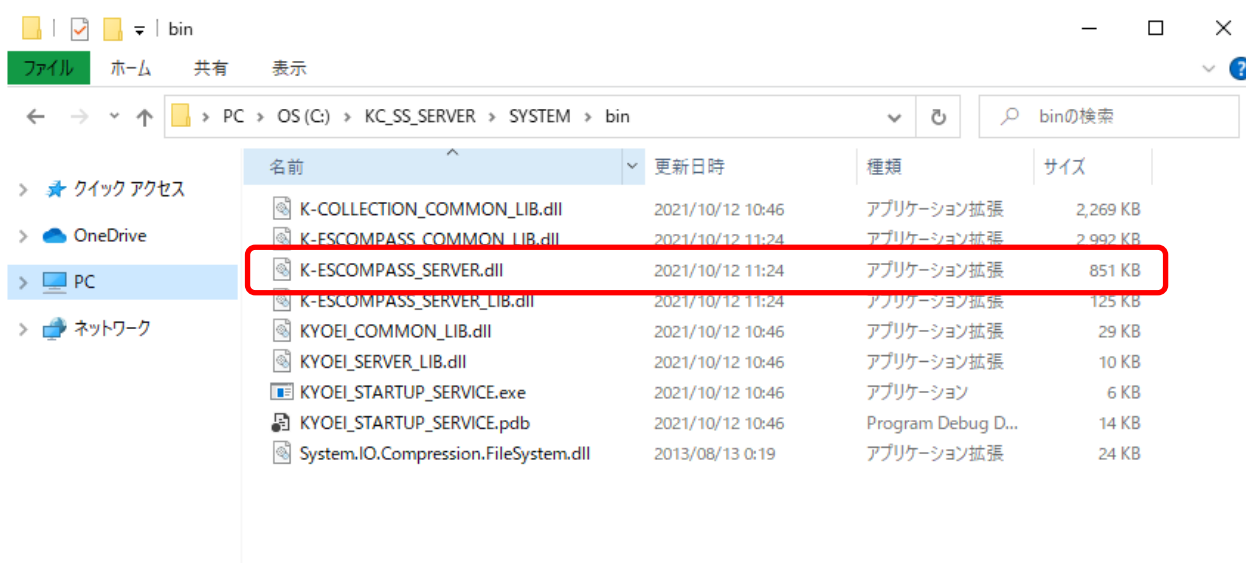 bin
ファイル ホーム 共有 表示
PC > OS (C:) > KC_SS_SERVER > SYSTEM > bin binの検索
名前 更新日時 種類 サイズ
クイック アクセス
OneDrive
PC
ネットワーク
K-COLLECTION_COMMON_LIB.dll 2021/10/12 10:46 アプリケーション拡張 2,269 KB
K-ESCOMPASS_COMMON_LIB.dll 2021/10/12 11:24 アプリケーション拡張 2,992 KB
K-ESCOMPASS_SERVER.dll 2021/10/12 11:24 アプリケーション拡張 851 KB
K-ESCOMPASS_SERVER_LIB.dll 2021/10/12 11:24 アプリケーション拡張 125 KB
KYOEI_COMMON_LIB.dll 2021/10/12 10:46 アプリケーション拡張 29 KB
KYOEI_SERVER_LIB.dll 2021/10/12 10:46 アプリケーション拡張 10 KB
KYOEI_STARTUP_SERVICE.exe 2021/10/12 10:46 アプリケーション 6 KB
KYOEI_STARTUP_SERVICE.pdb 2021/10/12 10:46 Program Debug D... 14 KB
System.IO.Compression.FileSystem.dll 2013/08/13 0:19 アプリケーション拡張 24 KB